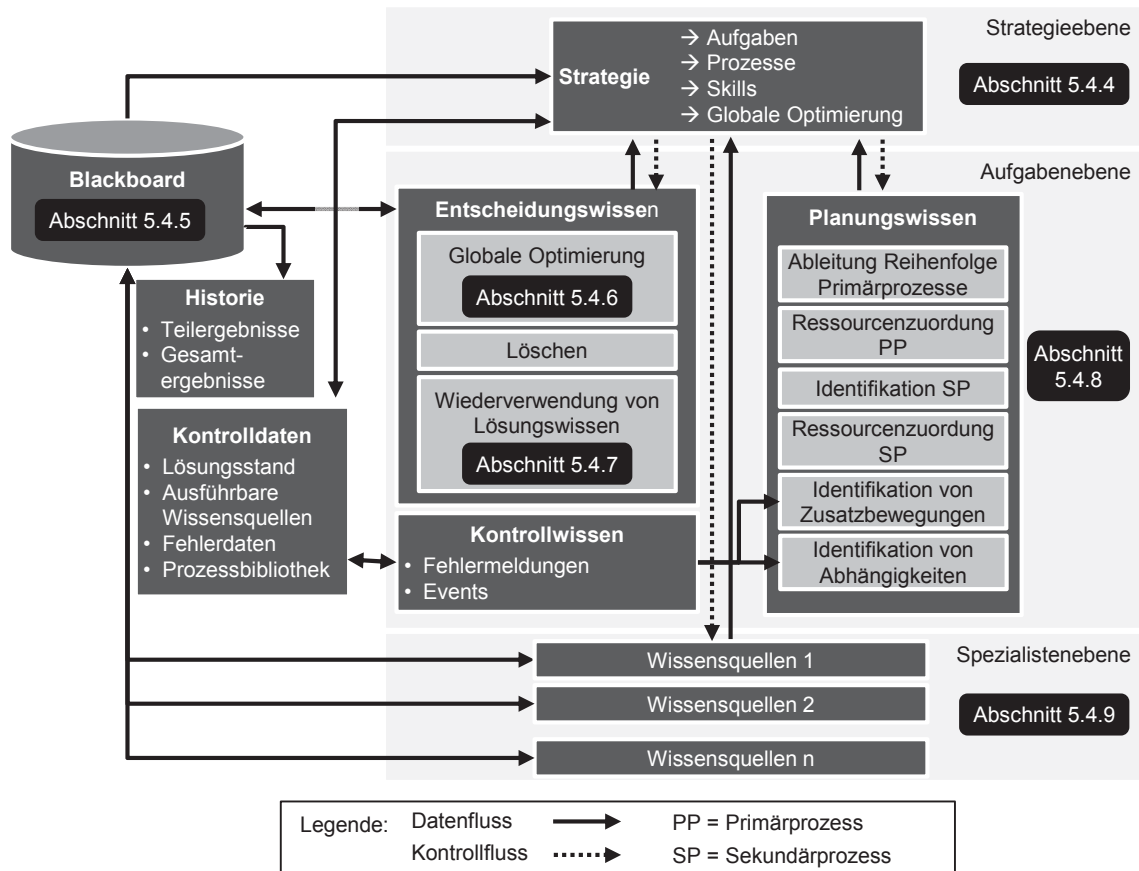 Strategieebene
Abschnitt 5.4.4
Strategie
→ Aufgaben
→ Prozesse
→ Skills
→ Globale Optimierung
Blackboard
Abschnitt 5.4.5
Historie
• Teilergebnisse
• Gesamt-
ergebnisse
Kontrolldaten
• Lösungsstand
• Ausführbare
Wissensquellen
• Fehlerdaten
• Prozessbibliothek
Aufgabenebene
Entscheidungswissen
Globale Optimierung
Abschnitt 5.4.6
Löschen
Wiederverwendung von
Lösungswissen
Abschnitt 5.4.7
Kontrollwissen
• Fehlermeldungen
• Events
Planungswissen
Ableitung Reihenfolge
Primärprozesse
Ressourcenzuordung
PP
Identifikation SP
Ressourcenzuordung
SP
Identifikation von
Zusatzbewegungen
Identifikation von
Abhängigkeiten
Abschnitt
5.4.8
Spezialistenebene
Abschnitt 5.4.9
Wissensquellen 1
Wissensquellen 2
Wissensquellen n
Legende: Datenfluss PP = Primärprozess
Kontrollfluss SP = Sekundärprozess